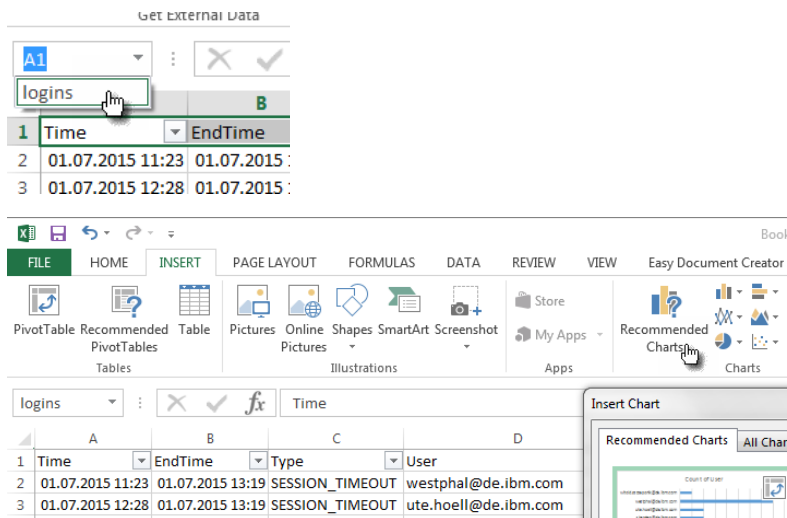 Get External Data
A1
logins
B
1 Time EndTime
2 01.07.2015 11:23 01.07.2015
3 01.07.2015 12:28 01.07.2015
Book
FILE HOME INSERT PAGE LAYOUT FORMULAS DATA REVIEW VIEW Easy Document Creator
PivotTable Recommended PivotTables Table Pictures Online Pictures Shapes SmartArt Screenshot Store My Apps Recommended Charts
Tables Illustrations Apps Charts
logins fx Time
Insert Chart
Recommended Charts All Char
A B C D
1 Time EndTime Type User
Count of User
2 01.07.2015 11:23 01.07.2015 13:19 SESSION_TIMEOUT westphal@de.ibm.com
3 01.07.2015 12:28 01.07.2015 13:19 SESSION_TIMEOUT ute.hoell@de.ibm.com